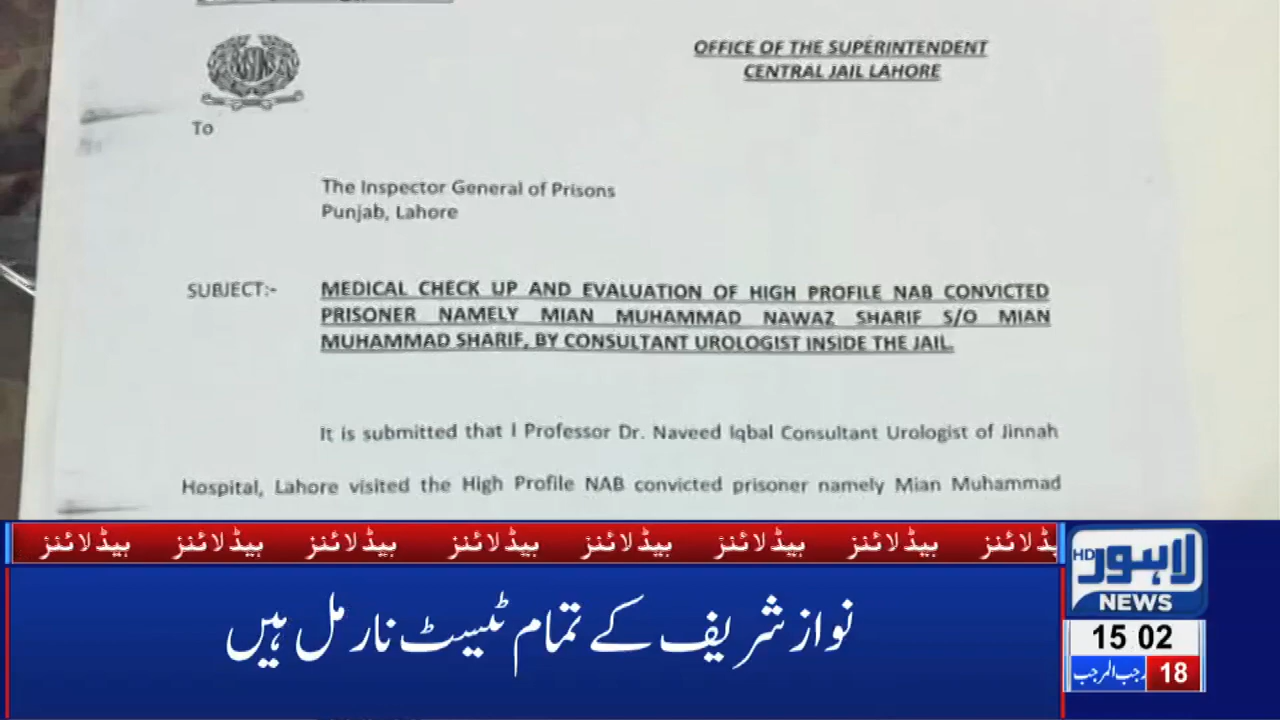 OFFICE OF THE SUPERINTENDENT
CENTRAL JAIL LAHORE
To
The Inspector General of Prisons
Punjab, Lahore
SUBJECT:- MEDICAL CHECK UP AND EVALUATION OF HIGH PROFILE NAB CONVICTED
PRISONER NAMELY MIAN MUHAMMAD NAWAZ SHARIF S/O MIAN
MUHAMMAD SHARIF, BY CONSULTANT UROLOGIST INSIDE THE JAIL.
It is submitted that I Professor Dr. Naveed Iqbal Consultant Urologist of Jinnah
Hospital, Lahore visited the High Profile NAB convicted prisoner namely Mian Muhammad
ہیڈلائنز ہیڈلائنز ہیڈلائنز ہیڈلائنز ہیڈلائنز ہیڈلائنز ہیڈلائنز ہیڈلائنز
نواز شریف کے تمام ٹیسٹ نارمل ہیں
HD لاہور
NEWS
15 02
18 رجب المرجب